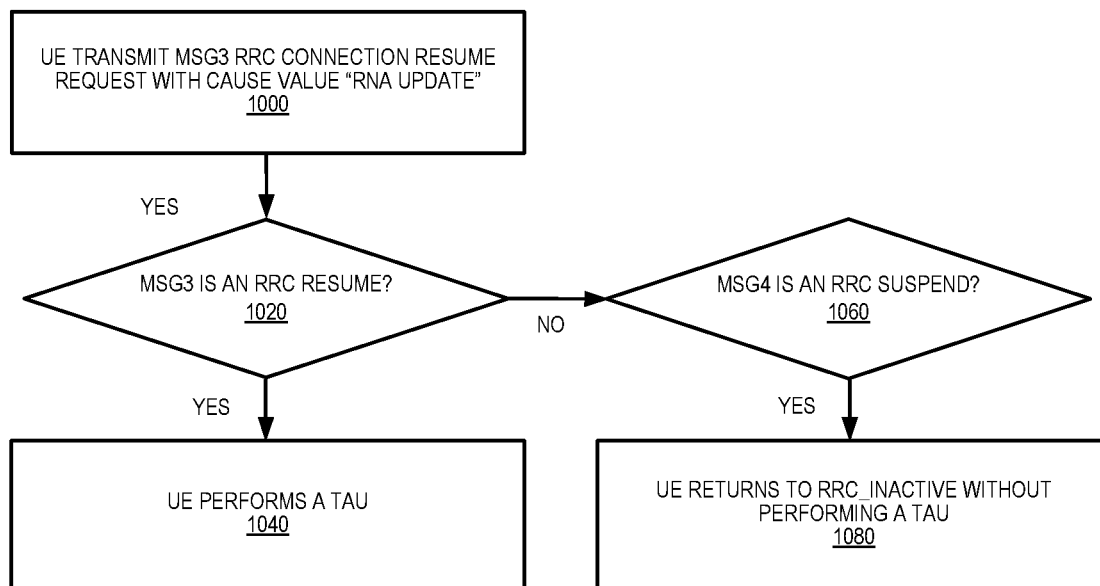 UE TRANSMIT MSG3 RRC CONNECTION RESUME
REQUEST WITH CAUSE VALUE “RNA UPDATE”
1000
YES
MSG3 IS AN RRC RESUME?
1020
NO
MSG4 IS AN RRC SUSPEND?
1060
YES
YES
UE PERFORMS A TAU
1040
UE RETURNS TO RRC_INACTIVE WITHOUT
PERFORMING A TAU
1080